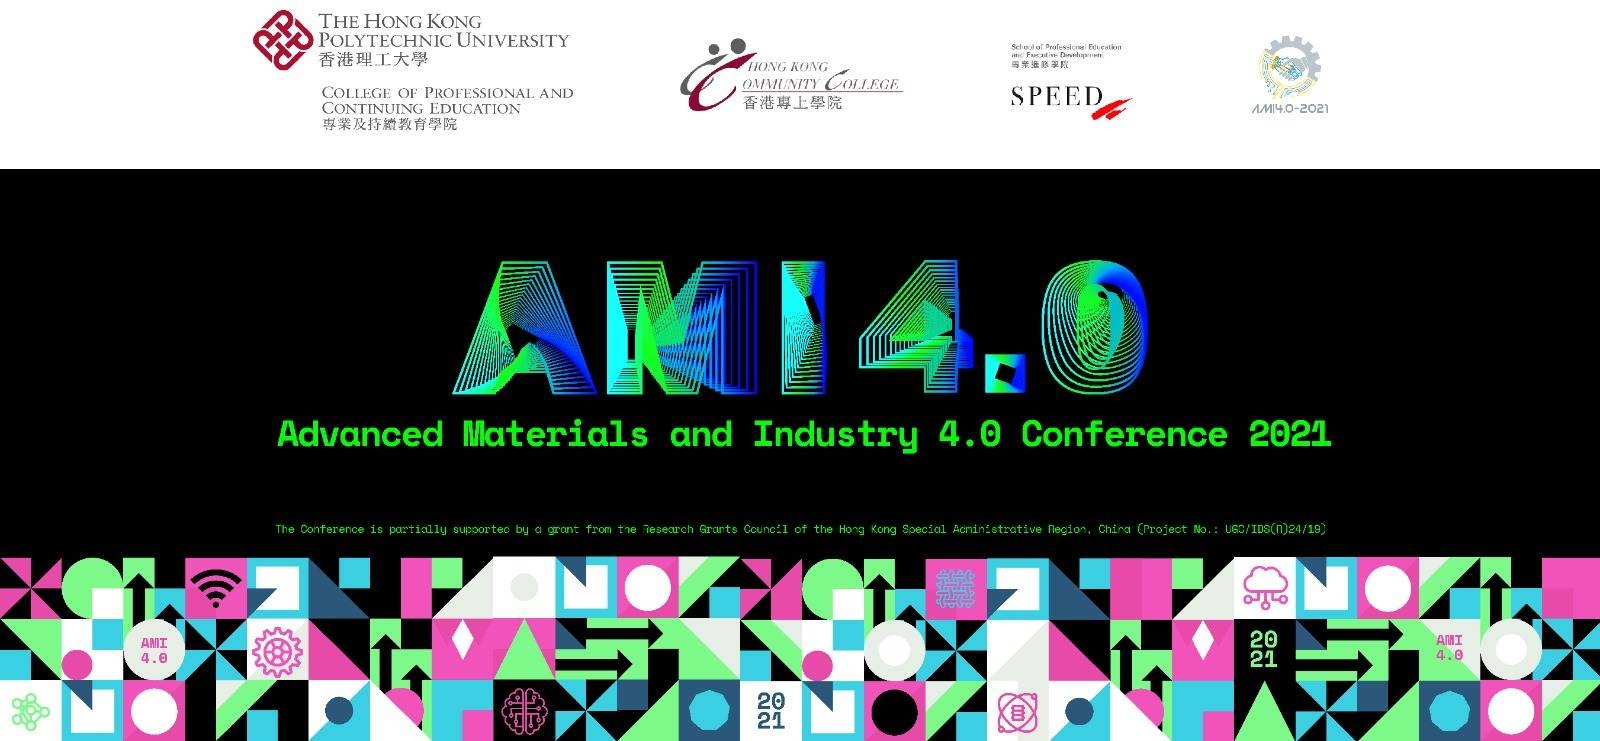 THE HONG KONG
POLYTECHNIC UNIVERSITY
香港理工大學
COLLEGE OF PROFESSIONAL AND
CONTINUING EDUCATION
專業及持續教育學院
HONG KONG
COMMUNITY COLLEGE
香港專上學院
School of Professional Education
and Executive Development
專業進修學院
SPEED
AMI4.0-2021
AMI 4.0
Advanced Materials and Industry 4.0 Conference 2021
The Conference is partially supported by a grant from the Research Grants Council of the Hong Kong Special Administrative Region, China (Project No.: UGC/IDS(R)24/19)
AMI
4.0
20
21
AMI
4.0
20
21